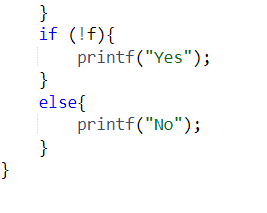 }
    if (!f){
        printf("Yes");
    }
    else{
        printf("No");
    }
}